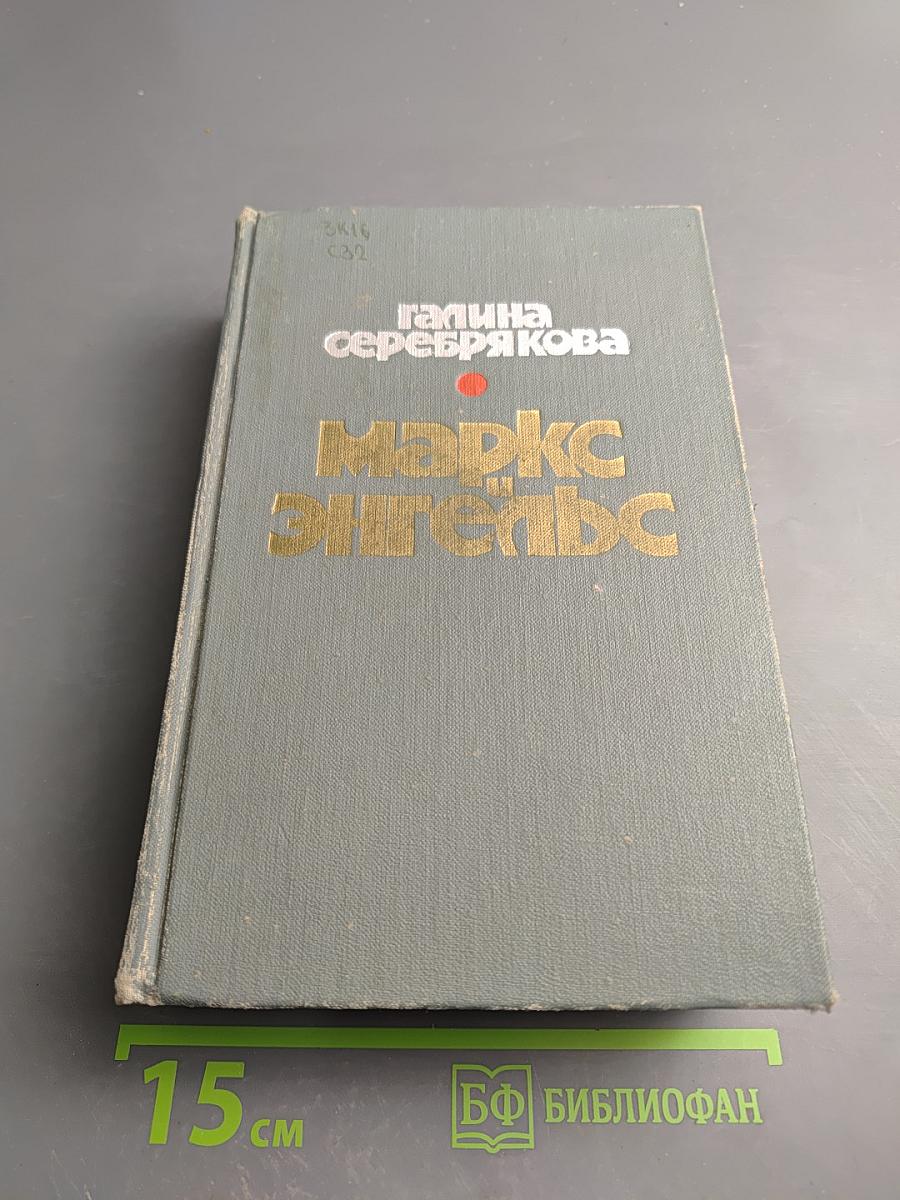 3К16
С32
Галина
Серебрякова
Маркс
и
Энгельс
15 см
БФ БИБЛИОФАН